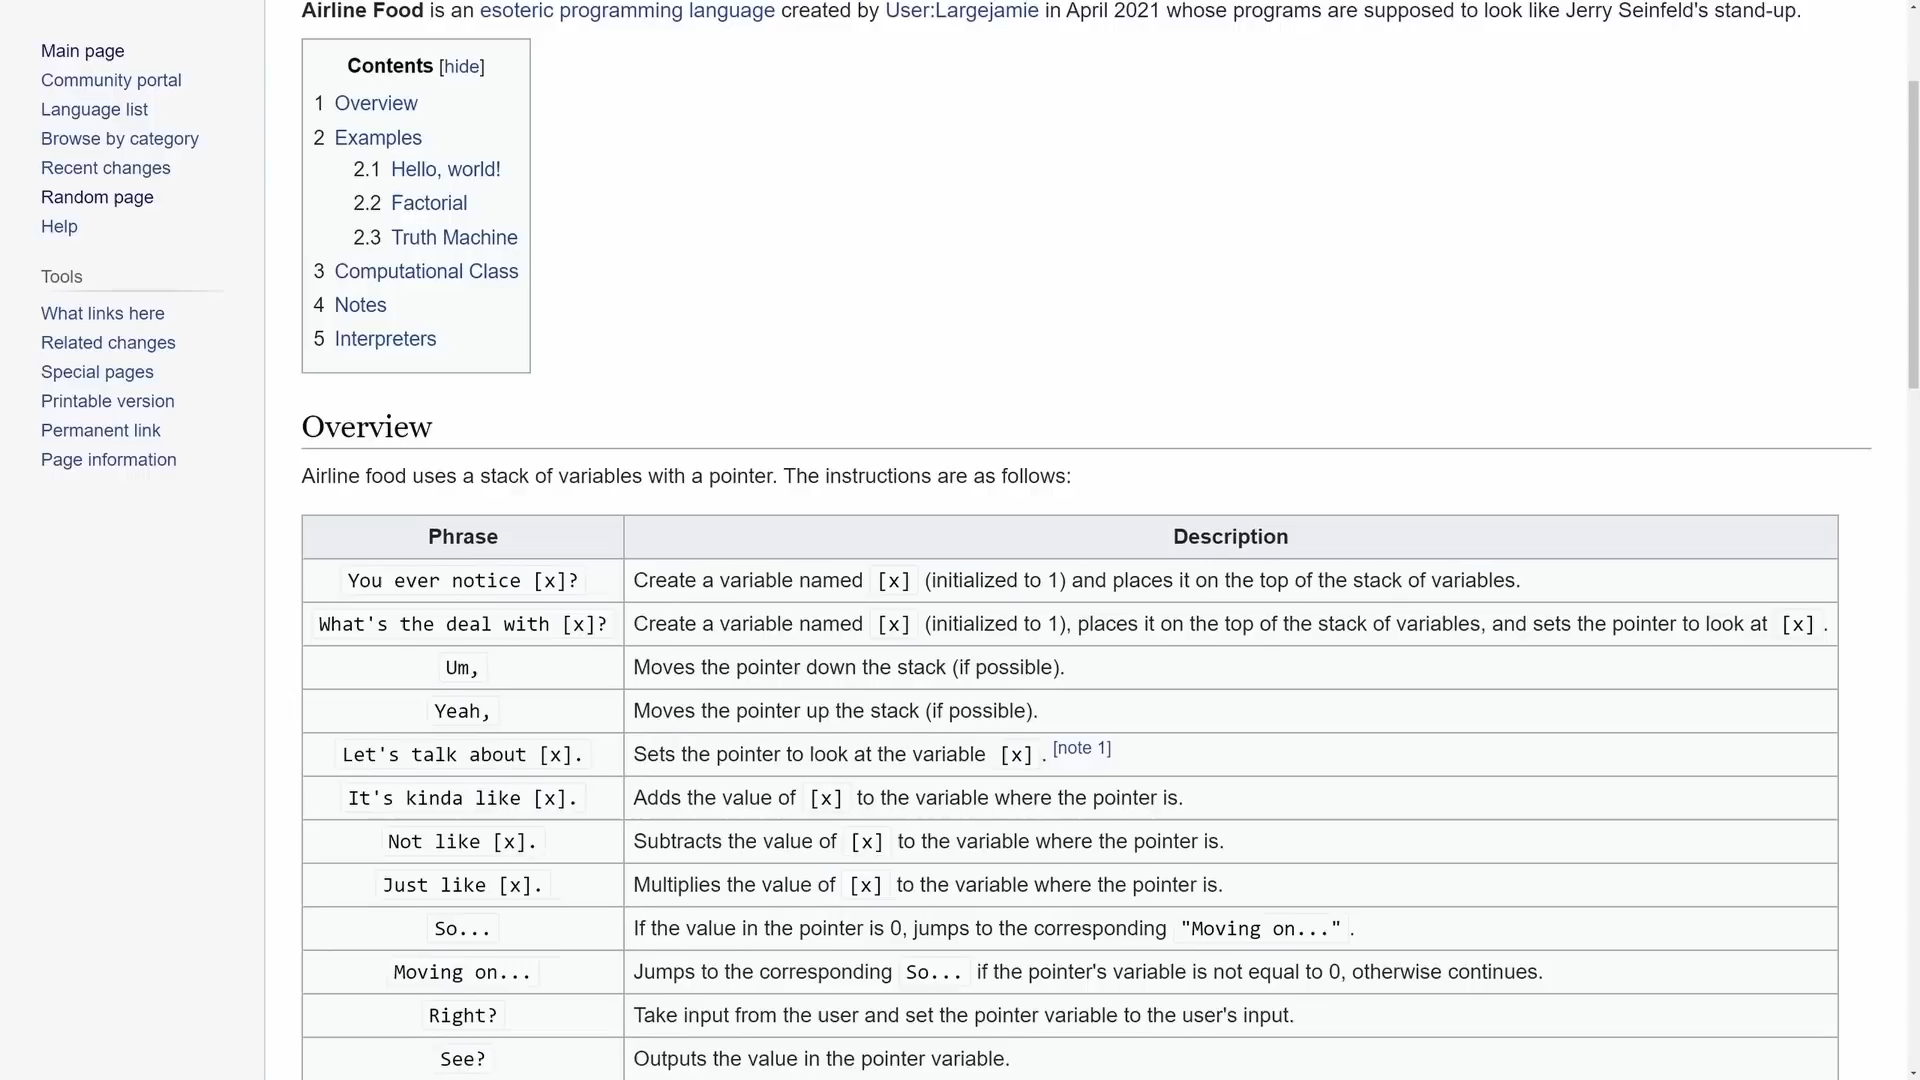 Airline Food is an esoteric programming language created by User:Largejamie in April 2021 whose programs are supposed to look like Jerry Seinfeld's stand-up.
Main page
Community portal
Language list
Browse by category
Recent changes
Random page
Help
Tools
What links here
Related changes
Special pages
Printable version
Permanent link
Page information
Contents [hide]
1 Overview
2 Examples
2.1 Hello, world!
2.2 Factorial
2.3 Truth Machine
3 Computational Class
4 Notes
5 Interpreters
Overview
Airline food uses a stack of variables with a pointer. The instructions are as follows:
Phrase Description
You ever notice [x]? Create a variable named [x] (initialized to 1) and places it on the top of the stack of variables.
What's the deal with [x]? Create a variable named [x] (initialized to 1), places it on the top of the stack of variables, and sets the pointer to look at [x] .
Um, Moves the pointer down the stack (if possible).
Yeah, Moves the pointer up the stack (if possible).
Let's talk about [x]. Sets the pointer to look at the variable [x] . [note 1]
It's kinda like [x]. Adds the value of [x] to the variable where the pointer is.
Not like [x]. Subtracts the value of [x] to the variable where the pointer is.
Just like [x]. Multiplies the value of [x] to the variable where the pointer is.
So... If the value in the pointer is 0, jumps to the corresponding "Moving on..." .
Moving on... Jumps to the corresponding So... if the pointer's variable is not equal to 0, otherwise continues.
Right? Take input from the user and set the pointer variable to the user's input.
See? Outputs the value in the pointer variable.